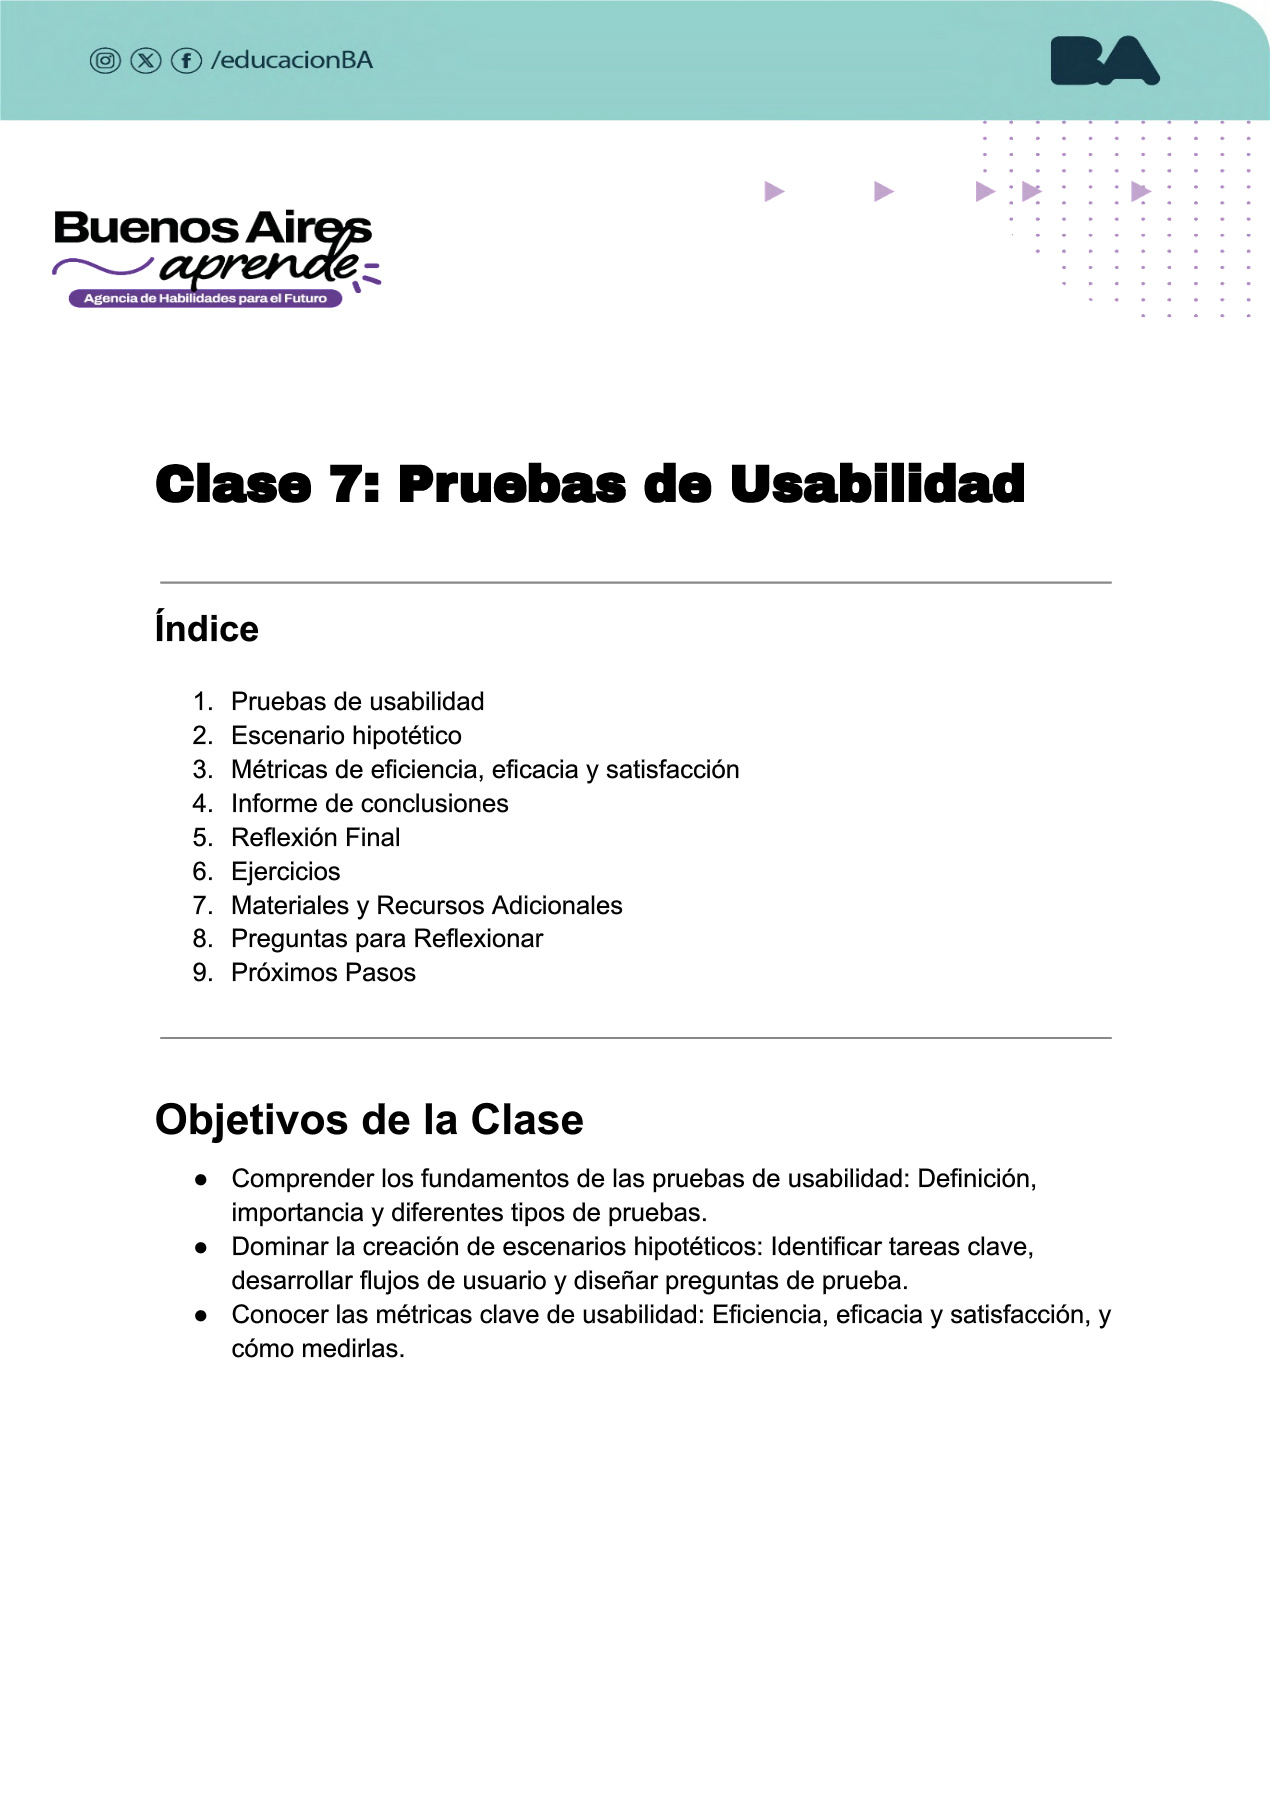 /educacionBA
BA
Buenos Aires
aprende
Agencia de Habilidades para el Futuro
Clase 7: Pruebas de Usabilidad
Índice
1. Pruebas de usabilidad
2. Escenario hipotético
3. Métricas de eficiencia, eficacia y satisfacción
4. Informe de conclusiones
5. Reflexión Final
6. Ejercicios
7. Materiales y Recursos Adicionales
8. Preguntas para Reflexionar
9. Próximos Pasos
Objetivos de la Clase
● Comprender los fundamentos de las pruebas de usabilidad: Definición,
importancia y diferentes tipos de pruebas.
● Dominar la creación de escenarios hipotéticos: Identificar tareas clave,
desarrollar flujos de usuario y diseñar preguntas de prueba.
● Conocer las métricas clave de usabilidad: Eficiencia, eficacia y satisfacción, y
cómo medirlas.